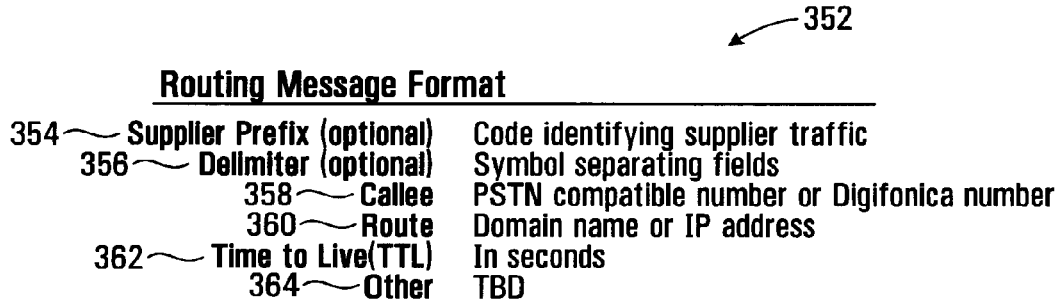 352
Routing Message Format
354 Supplier Prefix (optional) Code identifying supplier traffic
356 Delimiter (optional) Symbol separating fields
358 Callee PSTN compatible number or Digifonica number
360 Route Domain name or IP address
362 Time to Live(TTL) In seconds
364 Other TBD